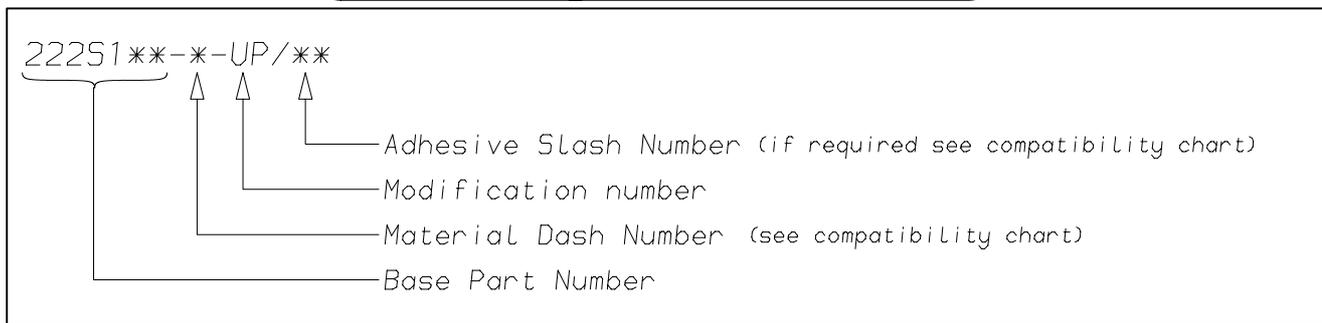 222S1**-*-UP/**
Adhesive Slash Number (if required see compatibility chart)
Modification number
Material Dash Number (see compatibility chart)
Base Part Number